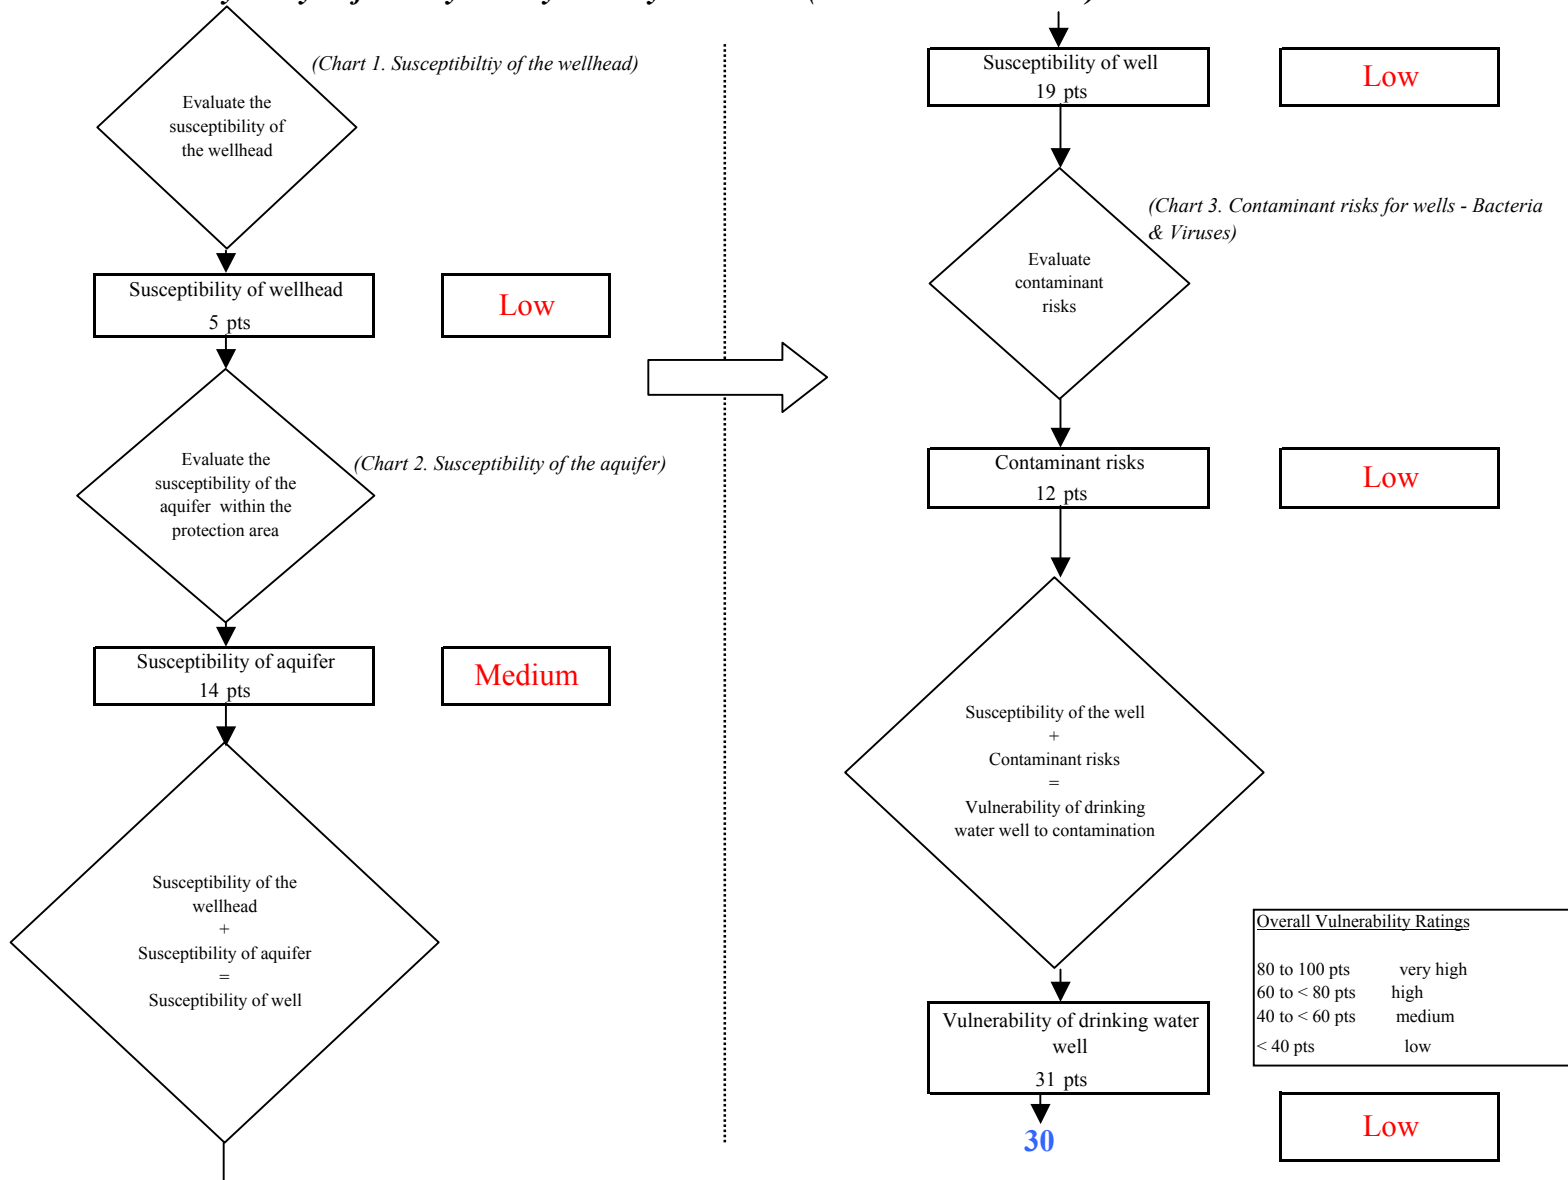 (Chart 1. Susceptibiltiy of the wellhead)
Evaluate the
susceptibility of
the wellhead
Susceptibility of wellhead
5 pts
Low
Evaluate the
susceptibility of the
aquifer within the
protection area
(Chart 2. Susceptibility of the aquifer)
Susceptibility of aquifer
14 pts
Medium
Susceptibility of the
wellhead
+
Susceptibility of aquifer
=
Susceptibility of well
Susceptibility of well
19 pts
Low
(Chart 3. Contaminant risks for wells - Bacteria
& Viruses)
Evaluate
contaminant
risks
Contaminant risks
12 pts
Low
Susceptibility of the well
+
Contaminant risks
=
Vulnerability of drinking
water well to contamination
Overall Vulnerability Ratings
80 to 100 pts very high
60 to < 80 pts high
40 to < 60 pts medium
< 40 pts low
Vulnerability of drinking water
well
31 pts
30
Low